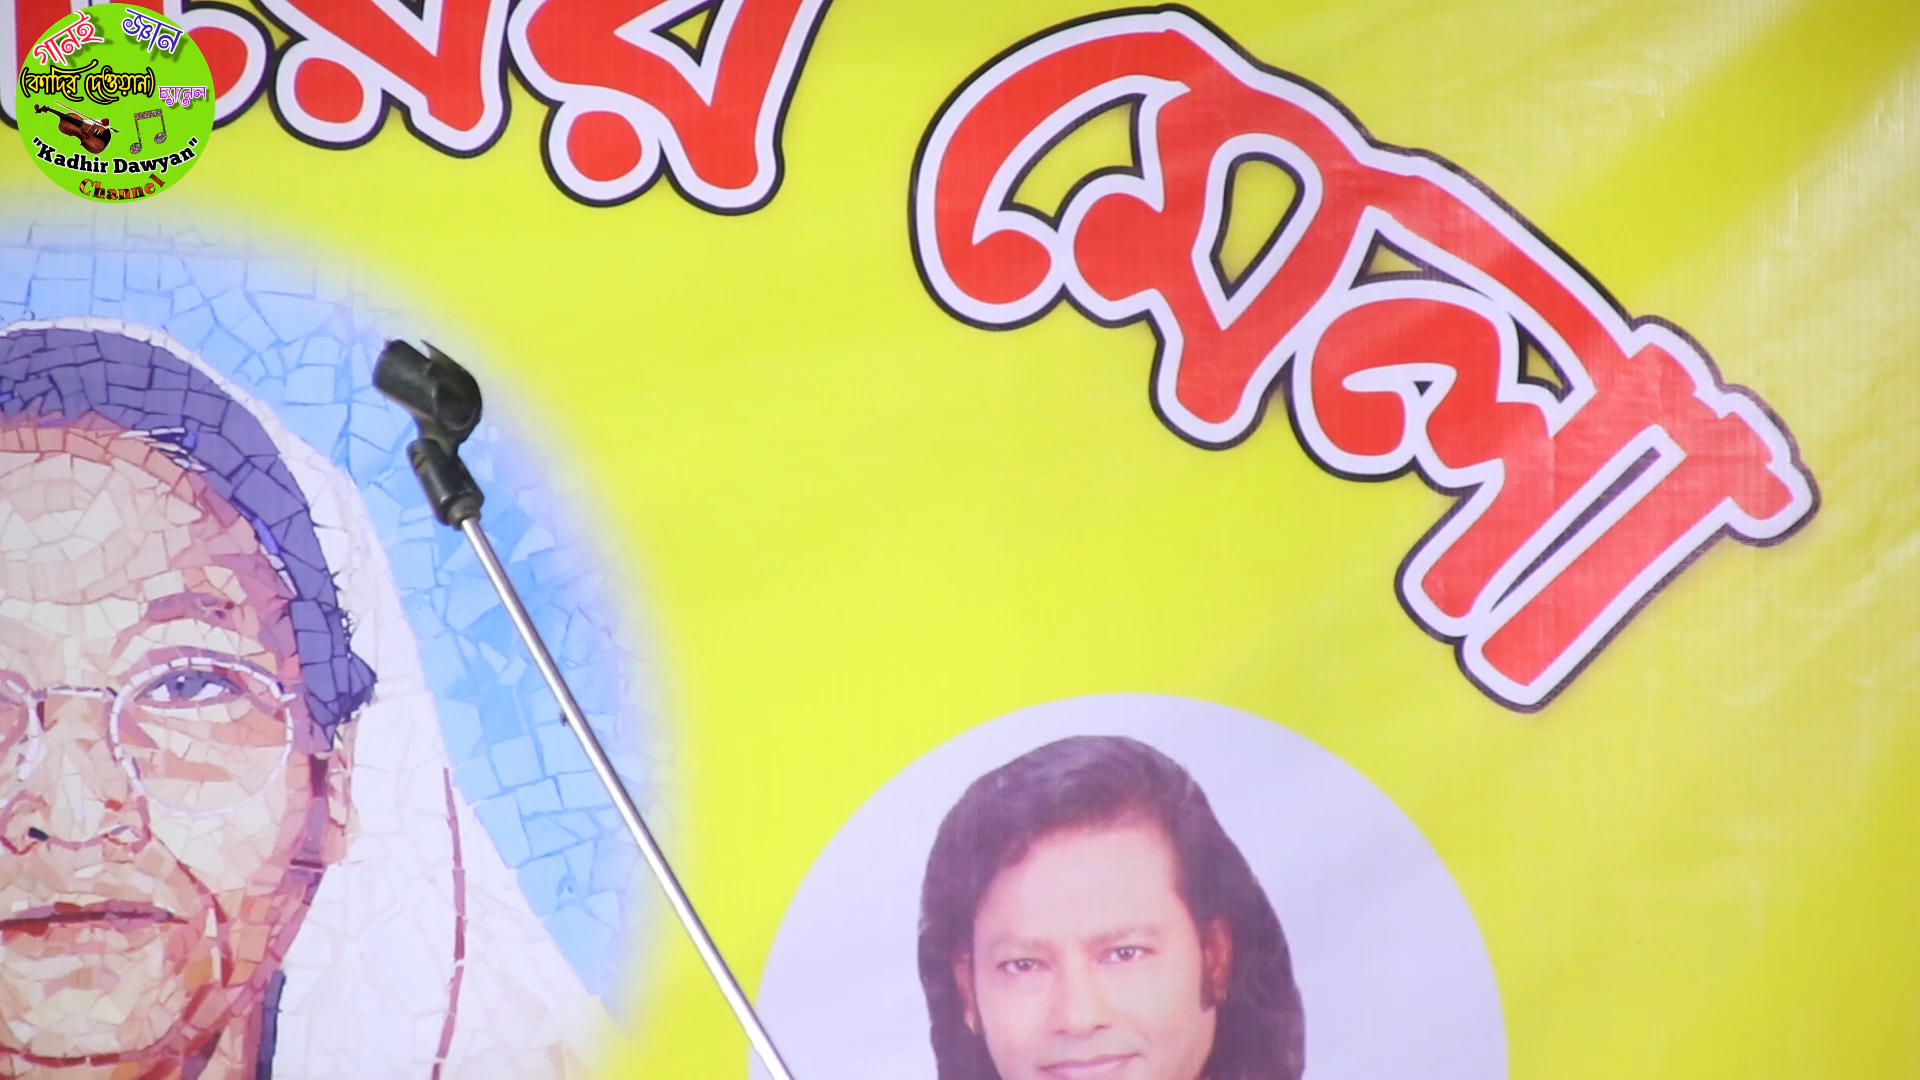 মেলা
গানই জ্ঞান
(কাদির দেওয়ান)
চ্যানেল
"Kadhir Dawyan"
Channel